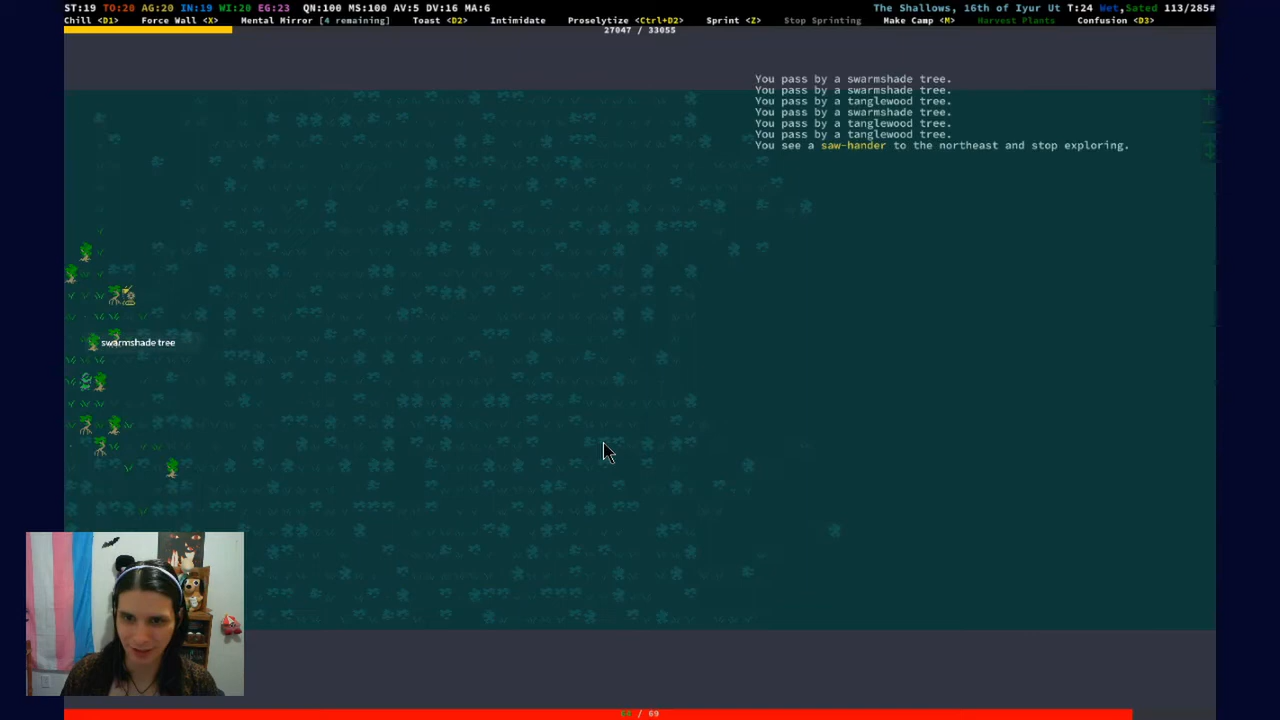 ST:19 TO:20 AG:20 IN:19 WI:20 EG:23 QN:100 MS:100 AV:5 DV:16 MA:6 The Shallows, 16th of Iyur Ut T:24 Wet,Sated 113/285#
Chill <D1> Force Wall <X> Mental Mirror [4 remaining] Toast <D2> Intimidate Proselytize <Ctrl+D2> Sprint <Z> Stop Sprinting Make Camp <M> Harvest Plants Confusion <D3>
27047 / 33055
You pass by a swarmshade tree.
You pass by a swarmshade tree.
You pass by a tanglewood tree.
You pass by a swarmshade tree.
You pass by a tanglewood tree.
You pass by a tanglewood tree.
You see a saw-hander to the northeast and stop exploring.
swarmshade tree
/ 69